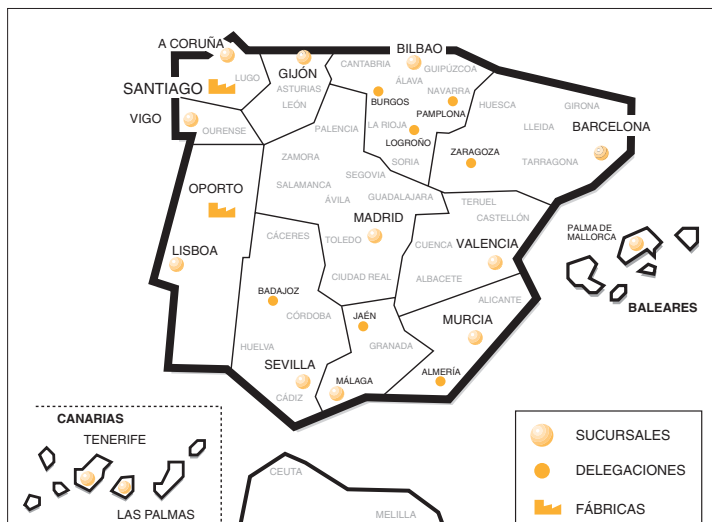 A CORUÑA
BILBAO
CANTABRIA
GUIPÚZCOA
LUGO
GIJÓN
ÁLAVA
SANTIAGO
ASTURIAS
NAVARRA
LEÓN
BURGOS
HUESCA
GIRONA
VIGO
PAMPLONA
OURENSE
PALENCIA
LA RIOJA
LLEIDA
BARCELONA
LOGROÑO
ZAMORA
SORIA
ZARAGOZA
TARRAGONA
SEGOVIA
OPORTO
SALAMANCA
ÁVILA
GUADALAJARA
TERUEL
MADRID
CASTELLÓN
CÁCERES
TOLEDO
CUENCA
VALENCIA
PALMA DE
MALLORCA
LISBOA
CIUDAD REAL
ALBACETE
BADAJOZ
ALICANTE
BALEARES
CÓRDOBA
JAÉN
MURCIA
HUELVA
GRANADA
SEVILLA
ALMERÍA
MÁLAGA
CÁDIZ
CANARIAS
TENERIFE
SUCURSALES
CEUTA
DELEGACIONES
LAS PALMAS
MELILLA
FÁBRICAS